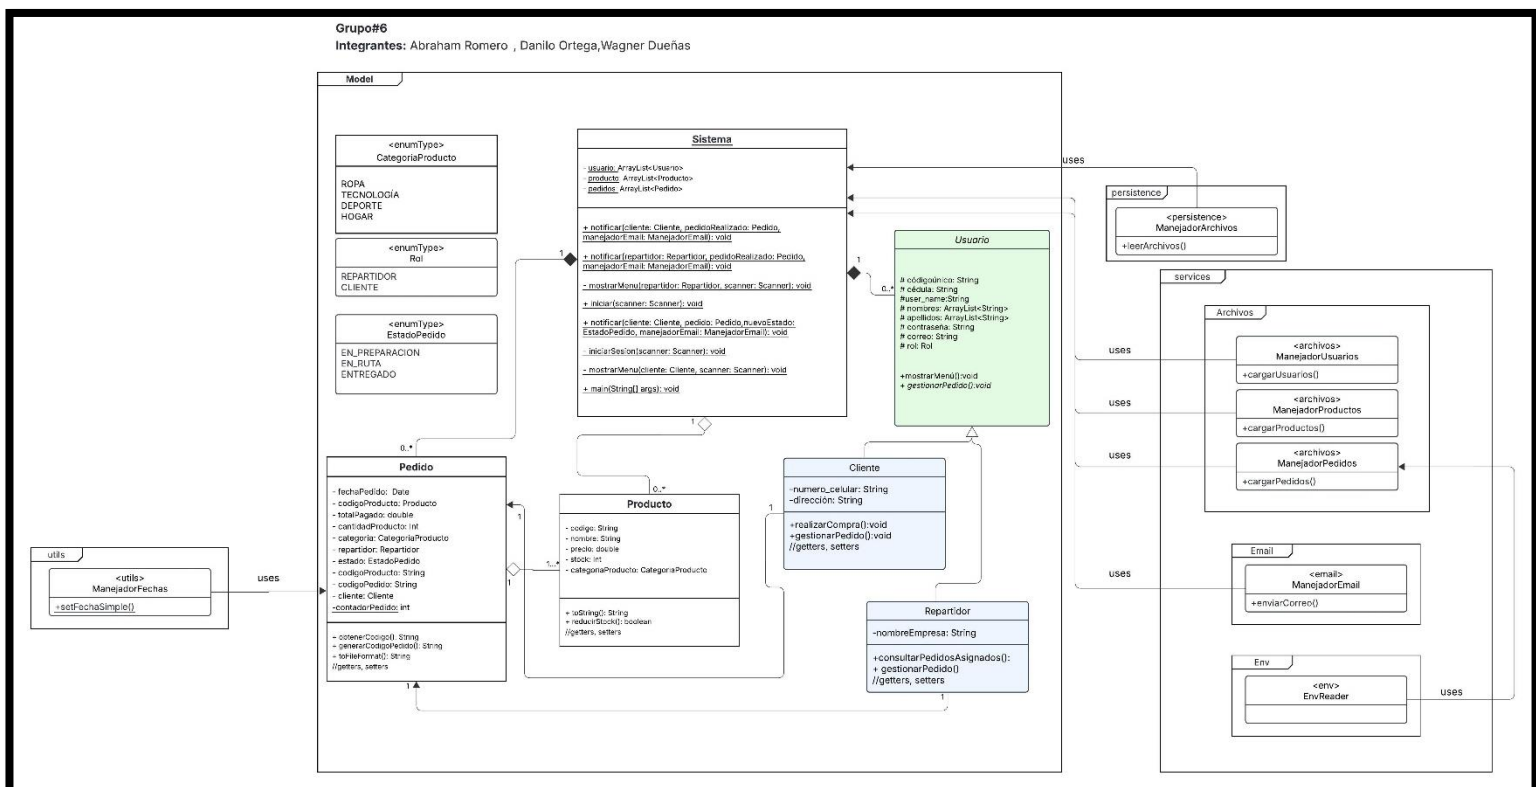 Grupo#6
Integrantes: Abraham Romero , Danilo Ortega,Wagner Dueñas
Model
<enumType>
CategoriaProducto
ROPA
TECNOLOGÍA
DEPORTE
HOGAR
<enumType>
Rol
REPARTIDOR
CLIENTE
<enumType>
EstadoPedido
EN_PREPARACION
EN_RUTA
ENTREGADO
Sistema
- usuario: ArrayList<Usuario>
- producto: ArrayList<Producto>
- pedidos: ArrayList<Pedido>
+ notificar(cliente: Cliente, pedidoRealizado: Pedido,
manejadorEmail: ManejadorEmail): void
+ notificar(repartidor: Repartidor, pedidoRealizado: Pedido,
manejadorEmail: ManejadorEmail): void
- mostrarMenu(repartidor: Repartidor, scanner: Scanner): void
+ iniciar(scanner: Scanner): void
+ notificar(cliente: Cliente, pedido: Pedido,nuevoEstado:
EstadoPedido, manejadorEmail: ManejadorEmail): void
- iniciarSesion(scanner: Scanner): void
- mostrarMenu(cliente: Cliente, scanner: Scanner): void
+ main(String[] args): void
1
1
0..*
1
0..*
0..*
Usuario
# códigoúnico: String
# cédula: String
#user_name:String
# nombres: ArrayList<String>
# apellidos: ArrayList<String>
# contraseña: String
# correo: String
# rol: Rol
+mostrarMenú():void
+ gestionarPedido():void
Pedido
- fechaPedido: Date
- codigoProducto: Producto
- totalPagado: double
- cantidadProducto: int
- categoria: CategoriaProducto
- repartidor: Repartidor
- estado: EstadoPedido
- codigoProducto: String
- codigoPedido: String
- cliente: Cliente
-contadorPedido: int
+ obtenerCodigo(): String
+ generarCodigoPedido(): String
+ toFileFormat(): String
//getters, setters
1
1
1...*
1
Producto
- codigo: String
- nombre: String
- precio: double
- stock: int
- categoriaProducto: CategoriaProducto
+ toString(): String
+ reducirStock(): boolean
//getters, setters
Cliente
-numero_celular: String
-dirección: String
+realizarCompra():void
+gestionarPedido():void
//getters, setters
1
Repartidor
-nombreEmpresa: String
+consultarPedidosAsignados():
+ gestionarPedido()
//getters, setters
1
utils
<utils>
ManejadorFechas
+setFechaSimple()
uses
uses
persistence
<persistence>
ManejadorArchivos
+leerArchivos()
services
Archivos
<archivos>
ManejadorUsuarios
+cargarUsuarios()
uses
<archivos>
ManejadorProductos
+cargarProductos()
uses
<archivos>
ManejadorPedidos
+cargarPedidos()
uses
Email
<email>
ManejadorEmail
+enviarCorreo()
uses
Env
<env>
EnvReader
uses